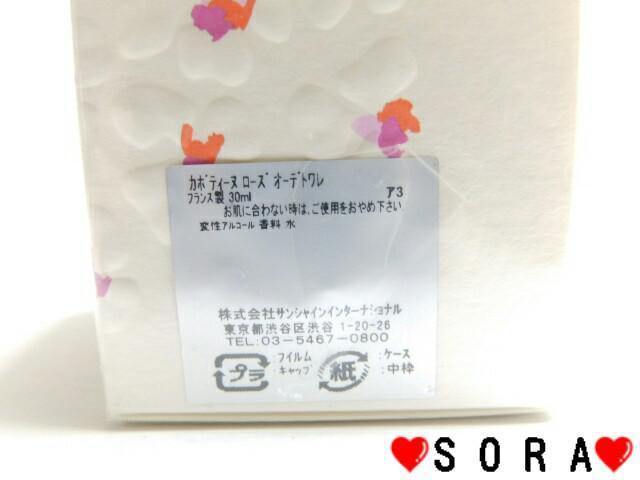 カボティーヌ ローズ オーデトワレ
フランス製 30ml ア3
お肌に合わない時は、ご使用をおやめ下さい
変性アルコール 香料 水
株式会社サンシャインインターナショナル
東京都渋谷区渋谷 1-20-26
TEL:03-5467-0800
プラ :フィルム :キャップ 紙 :ケース :中枠
❤SORA❤